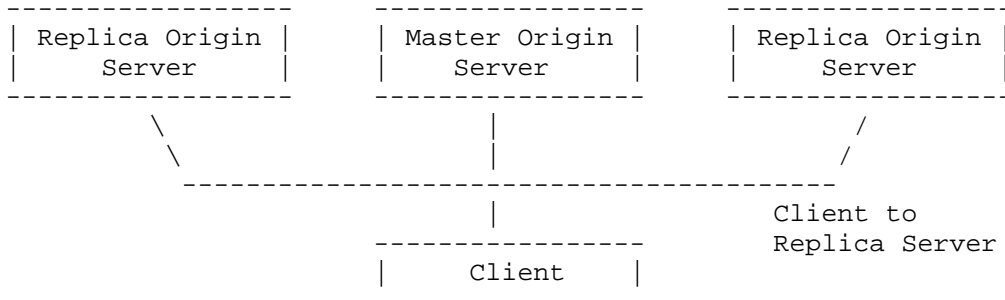 Replica Origin Master Origin Replica Origin
Server Server Server
Client to
Replica Server
Client